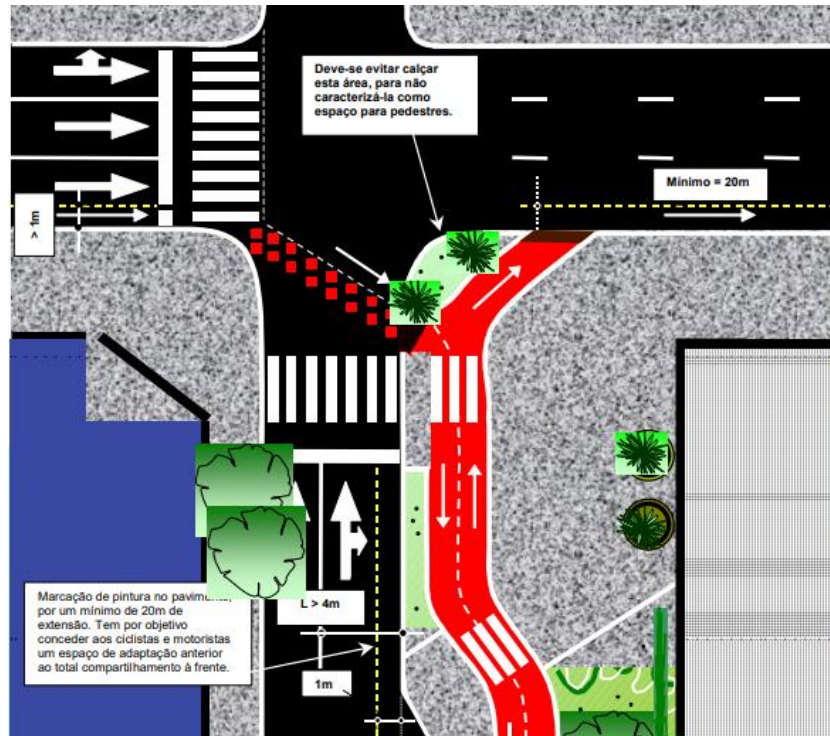 Deve-se evitar calçar
esta área, para não
caracterizá-la como
espaço para pedestres.
Mínimo = 20m
> 1m
Marcação de pintura no pavimento,
por um mínimo de 20m de
extensão. Tem por objetivo
conceder aos ciclistas e motoristas
um espaço de adaptação anterior
ao total compartilhamento à frente.
L > 4m
1m